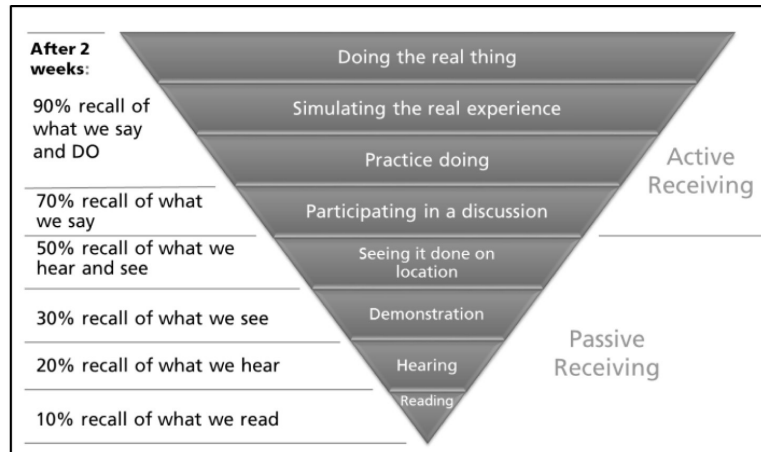 After 2
weeks:
90% recall of
what we say
and DO
70% recall of what
we say
50% recall of what we
hear and see
30% recall of what we see
20% recall of what we hear
10% recall of what we read
Doing the real thing
Simulating the real experience
Practice doing
Participating in a discussion
Seeing it done on
location
Demonstration
Hearing
Reading
Active
Receiving
Passive
Receiving